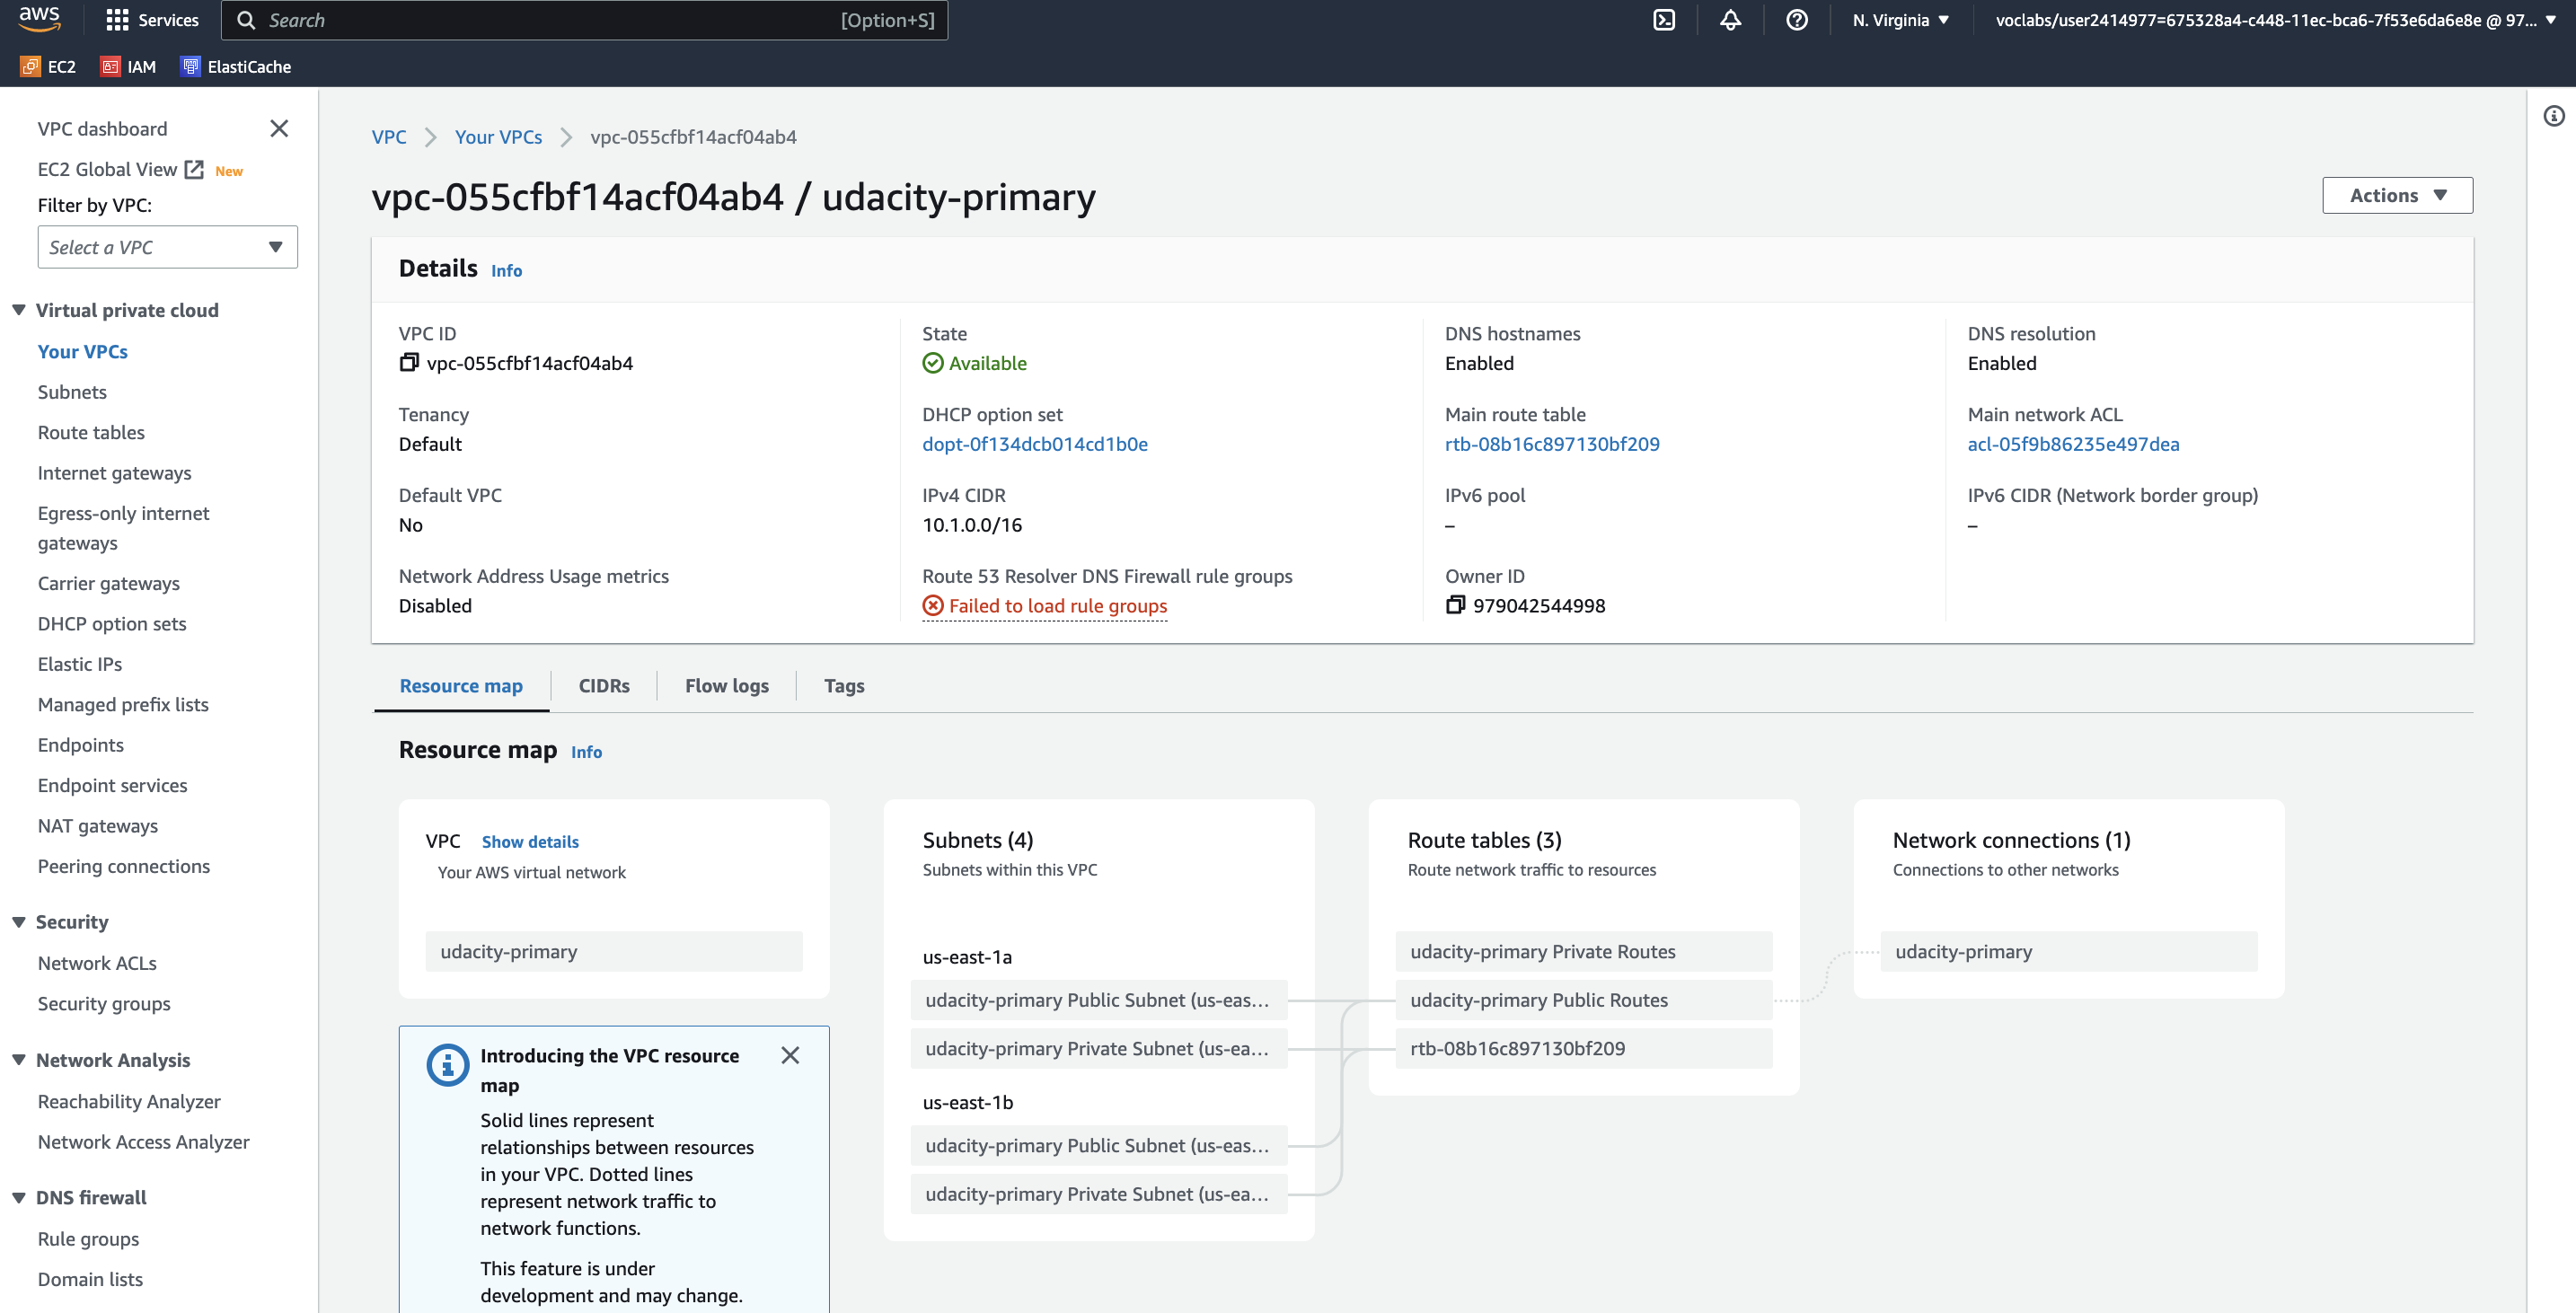 aws
Services
Search
[Option+S]
N. Virginia
voclabs/user2414977=675328a4-c448-11ec-bca6-7f53e6da6e8e @ 97...
EC2
IAM
ElastiCache
VPC dashboard
EC2 Global View
New
Filter by VPC:
Select a VPC
Virtual private cloud
Your VPCs
Subnets
Route tables
Internet gateways
Egress-only internet
gateways
Carrier gateways
DHCP option sets
Elastic IPs
Managed prefix lists
Endpoints
Endpoint services
NAT gateways
Peering connections
Security
Network ACLs
Security groups
Network Analysis
Reachability Analyzer
Network Access Analyzer
DNS firewall
Rule groups
Domain lists
VPC
Your VPCs
vpc-055cfbf14acf04ab4
vpc-055cfbf14acf04ab4 / udacity-primary
Actions
Details
Info
VPC ID
vpc-055cfbf14acf04ab4
State
Available
DNS hostnames
Enabled
DNS resolution
Enabled
Tenancy
Default
DHCP option set
dopt-0f134dcb014cd1b0e
Main route table
rtb-08b16c897130bf209
Main network ACL
acl-05f9b86235e497dea
Default VPC
No
IPv4 CIDR
10.1.0.0/16
IPv6 pool
–
IPv6 CIDR (Network border group)
–
Network Address Usage metrics
Disabled
Route 53 Resolver DNS Firewall rule groups
Failed to load rule groups
Owner ID
979042544998
Resource map
CIDRs
Flow logs
Tags
Resource map
Info
VPC
Show details
Your AWS virtual network
udacity-primary
Introducing the VPC resource
map
Solid lines represent
relationships between resources
in your VPC. Dotted lines
represent network traffic to
network functions.
This feature is under
development and may change.
Subnets (4)
Subnets within this VPC
us-east-1a
udacity-primary Public Subnet (us-eas...
udacity-primary Private Subnet (us-ea...
us-east-1b
udacity-primary Public Subnet (us-eas...
udacity-primary Private Subnet (us-ea...
Route tables (3)
Route network traffic to resources
udacity-primary Private Routes
udacity-primary Public Routes
rtb-08b16c897130bf209
Network connections (1)
Connections to other networks
udacity-primary